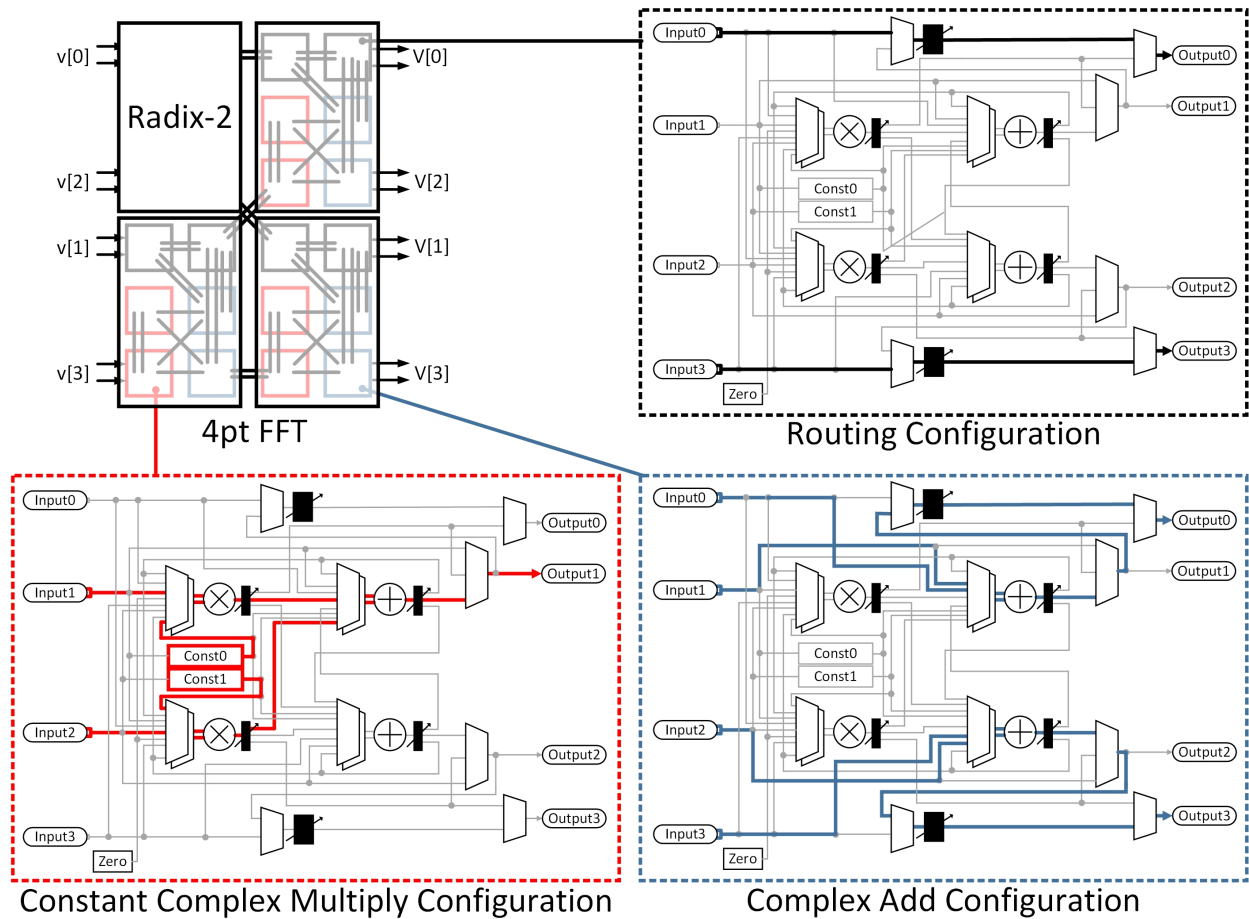 v[0]
v[2]
v[1]
v[3]
Radix-2
V[0]
V[2]
V[1]
V[3]
4pt FFT
Input0
Input1
Input2
Input3
Zero
Const0
Const1
Output0
Output1
Output2
Output3
Routing Configuration
Input0
Input1
Input2
Input3
Zero
Const0
Const1
Output0
Output1
Output2
Output3
Constant Complex Multiply Configuration
Input0
Input1
Input2
Input3
Zero
Const0
Const1
Output0
Output1
Output2
Output3
Complex Add Configuration